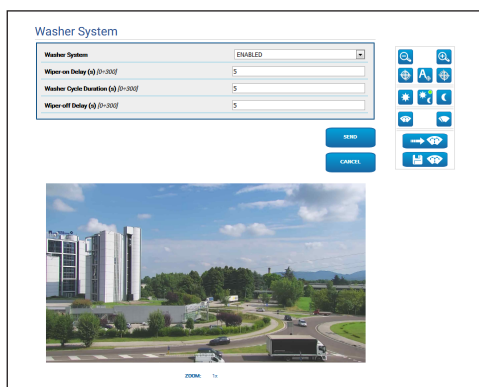 Washer System
Washer System ENABLED
Wiper-on Delay (s) [0÷300] 5
Washer Cycle Duration (s) [0÷300] 5
Wiper-off Delay (s) [0÷300] 5
A
SEND
CANCEL
ZOOM: 1x